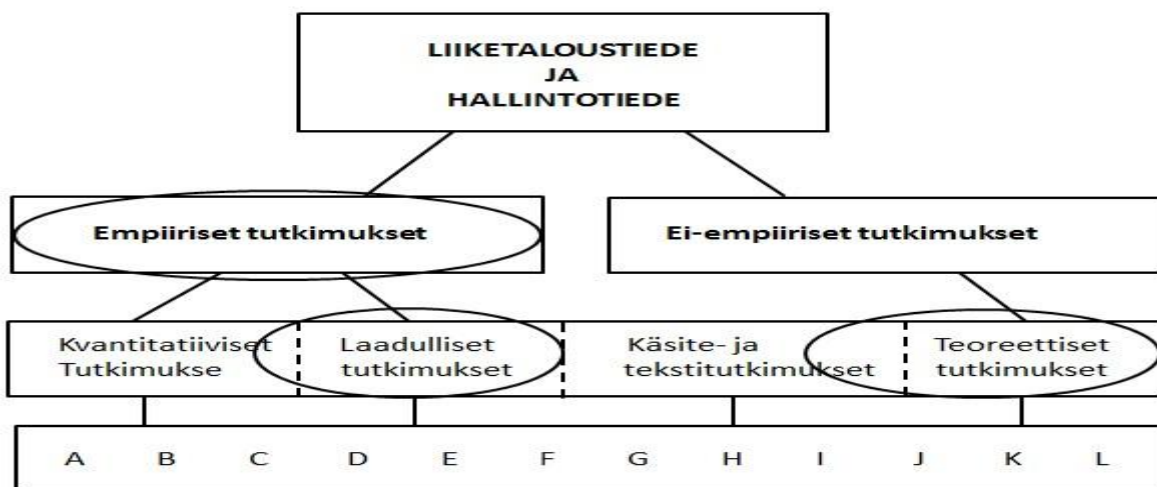 LIIKETALOUSTIEDE
JA
HALLINTOTIEDE
Empiiriset tutkimukset
Ei-empiiriset tutkimukset
Kvantitatiiviset
Tutkimukse
Laadulliset
tutkimukset
Käsite- ja
tekstitutkimukset
Teoreettiset
tutkimukset
A B C D E F G H I J K L